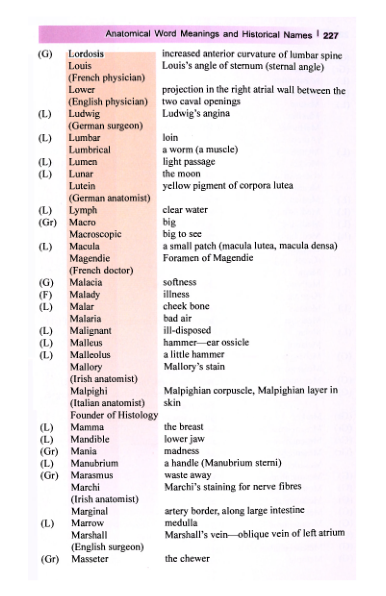 Anatomical Word Meanings and Historical Names | 227
(G) Lordosis increased anterior curvature of lumbar spine
Louis Louis's angle of sternum (sternal angle)
(French physician)
Lower projection in the right atrial wall between the
(English physician) two caval openings
(L) Ludwig Ludwig's angina
(German surgeon)
(L) Lumbar loin
Lumbrical a worm (a muscle)
(L) Lumen light passage
(L) Lunar the moon
Lutein yellow pigment of corpora lutea
(German anatomist)
(L) Lymph clear water
(Gr) Macro big
Macroscopic big to see
(L) Macula a small patch (macula lutea, macula densa)
Magendie Foramen of Magendie
(French doctor)
(G) Malacia softness
(F) Malady illness
(L) Malar cheek bone
Malaria bad air
(L) Malignant ill-disposed
(L) Malleus hammer—ear ossicle
(L) Malleolus a little hammer
Mallory Mallory's stain
(Irish anatomist)
Malpighi Malpighian corpuscle, Malpighian layer in
(Italian anatomist) skin
Founder of Histology
(L) Mamma the breast
(L) Mandible lower jaw
(Gr) Mania madness
(L) Manubrium a handle (Manubrium sterni)
(Gr) Marasmus waste away
Marchi Marchi's staining for nerve fibres
(Irish anatomist)
Marginal artery border, along large intestine
(L) Marrow medulla
Marshall Marshall's vein—oblique vein of left atrium
(English surgeon)
(Gr) Masseter the chewer